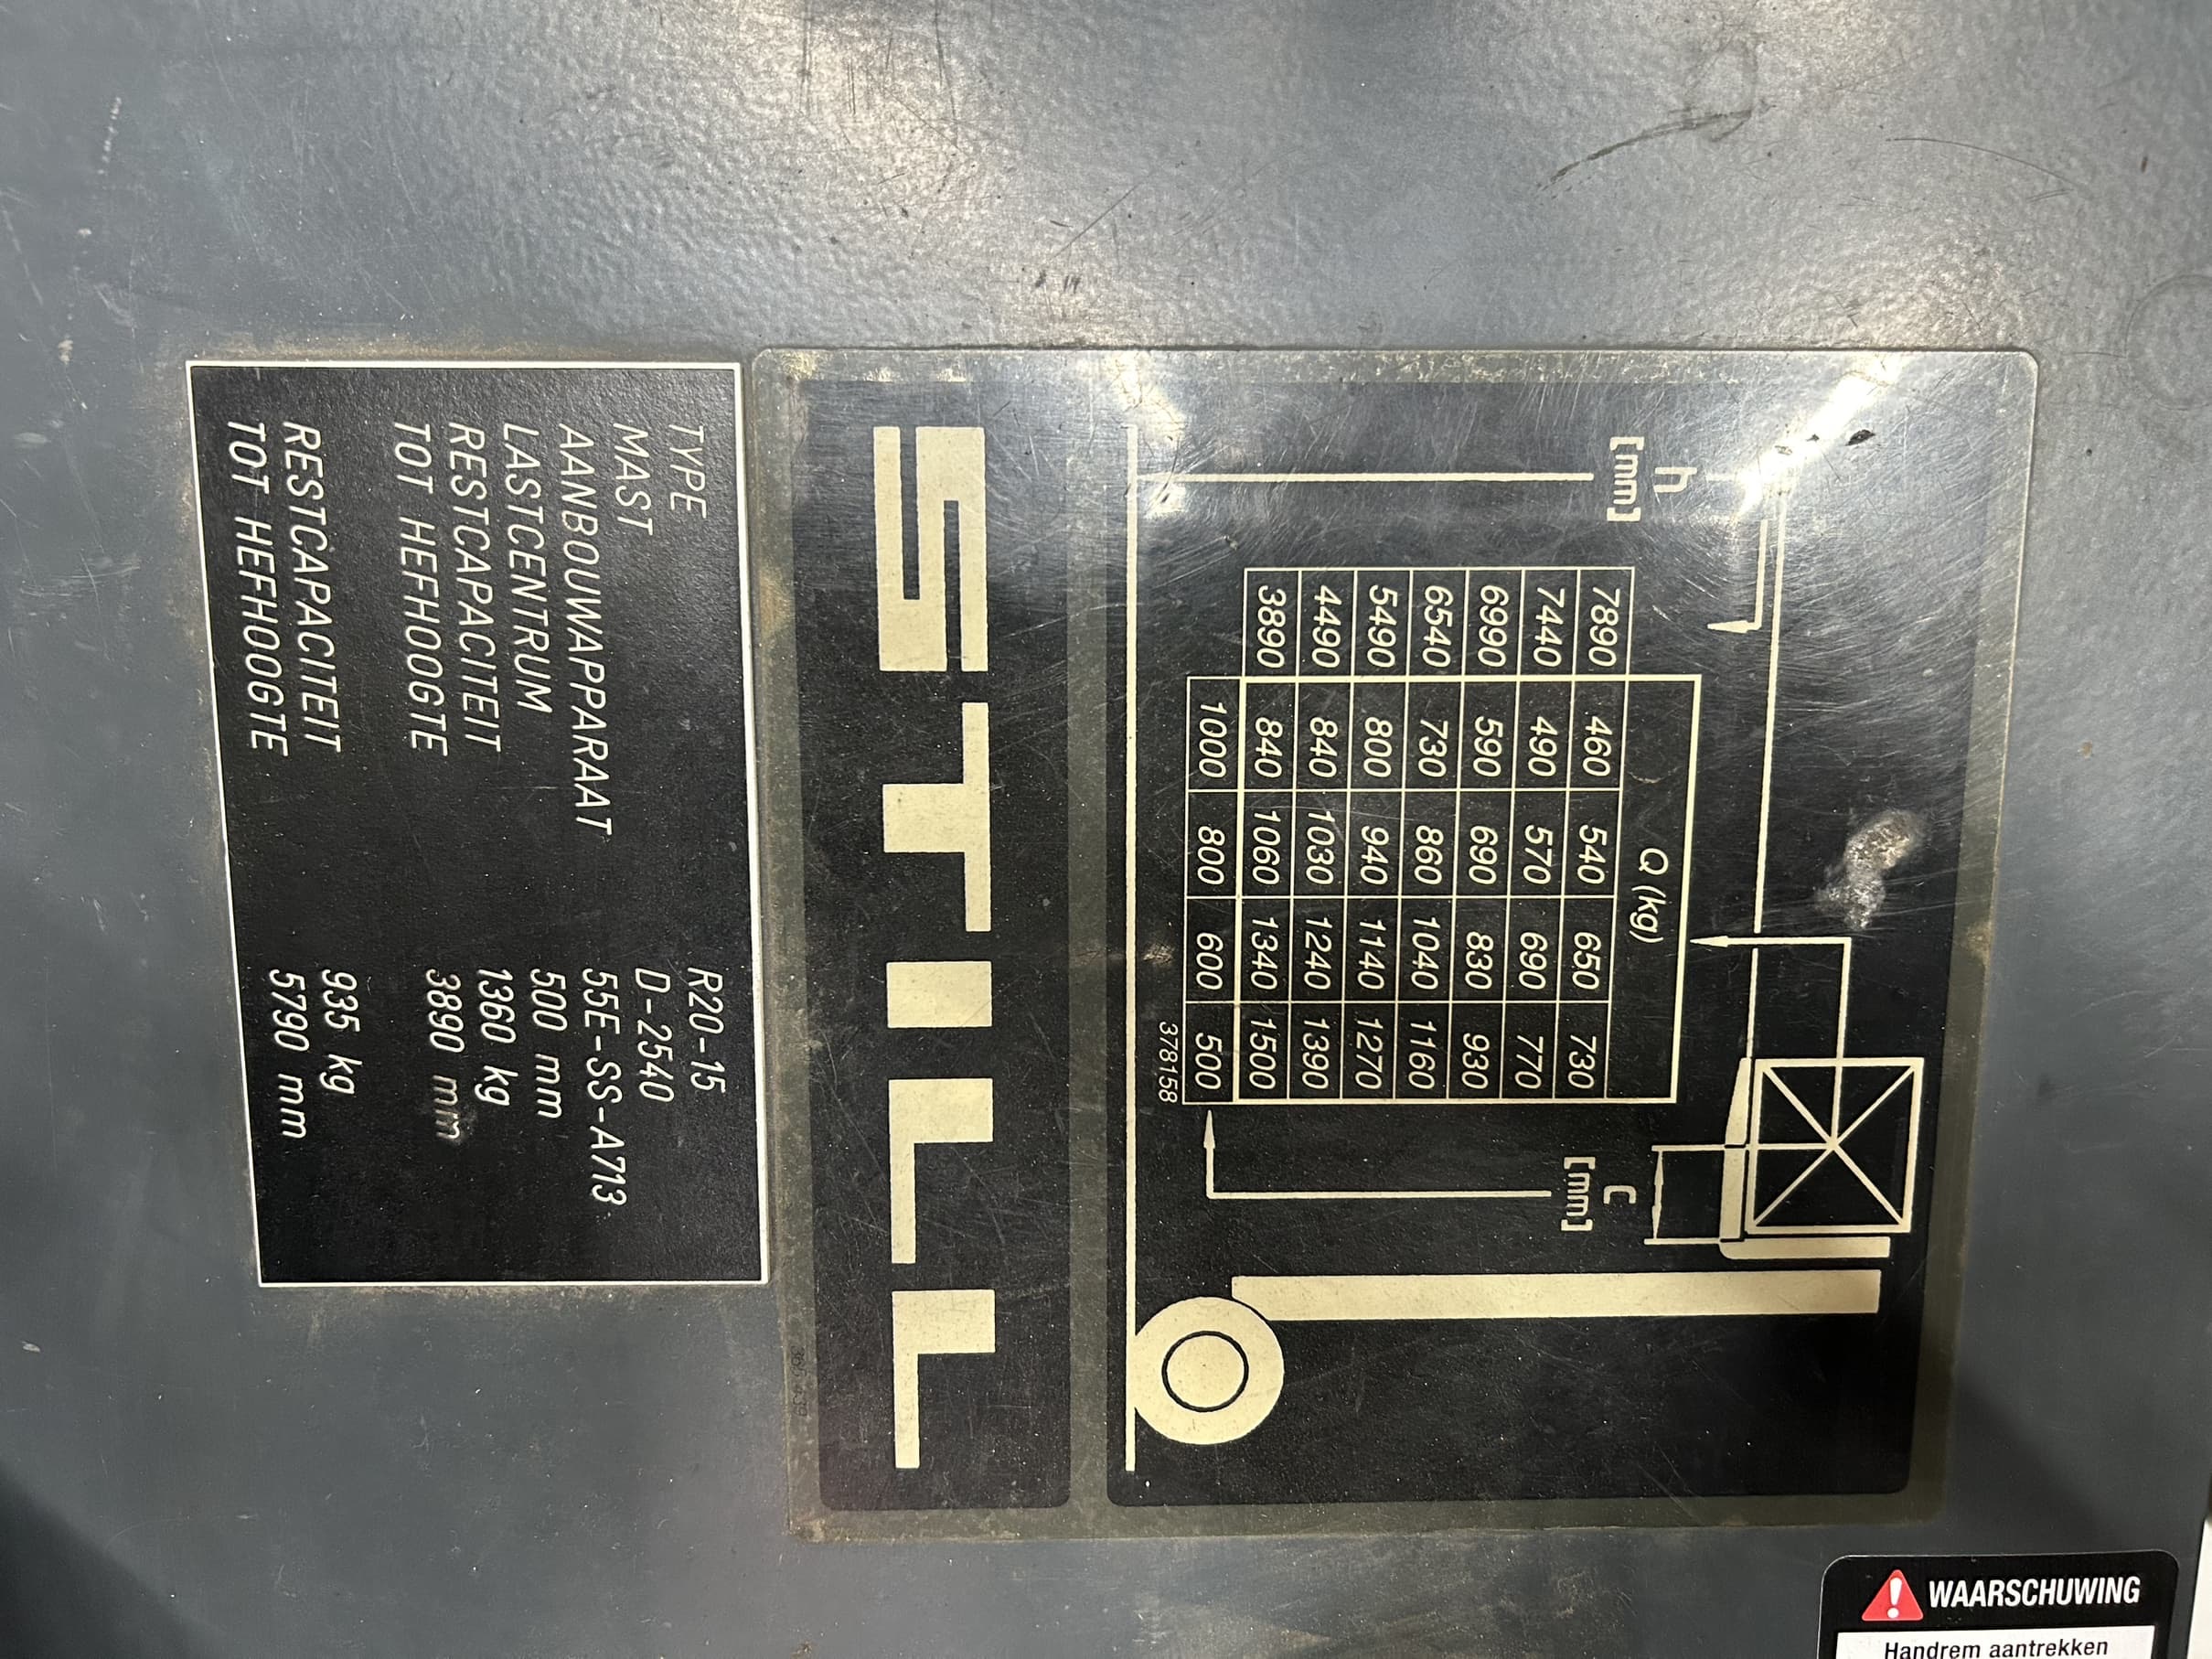 h
[mm]
Q (kg)
7890 460 540 650 730
7440 490 570 690 770
6990 590 690 830 930
6540 730 860 1040 1160
5490 800 940 1140 1270
4490 840 1030 1240 1390
3890 840 1060 1340 1500
1000 800 600 500
378158
c
[mm]
STILL
TYPE R20-15
MAST D-2540
AANBOUWAPPARAAT 55E-SS-A713
LASTCENTRUM 500 mm
RESTCAPACITEIT 1360 kg
TOT HEFHOOGTE 3890 mm
RESTCAPACITEIT 935 kg
TOT HEFHOOGTE 5790 mm
WAARSCHUWING
Handrem aantrekken